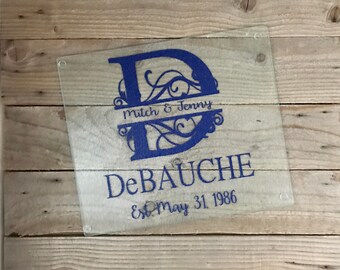 D
Mitch & Jenny
DeBAUCHE
Est. May 31, 1986